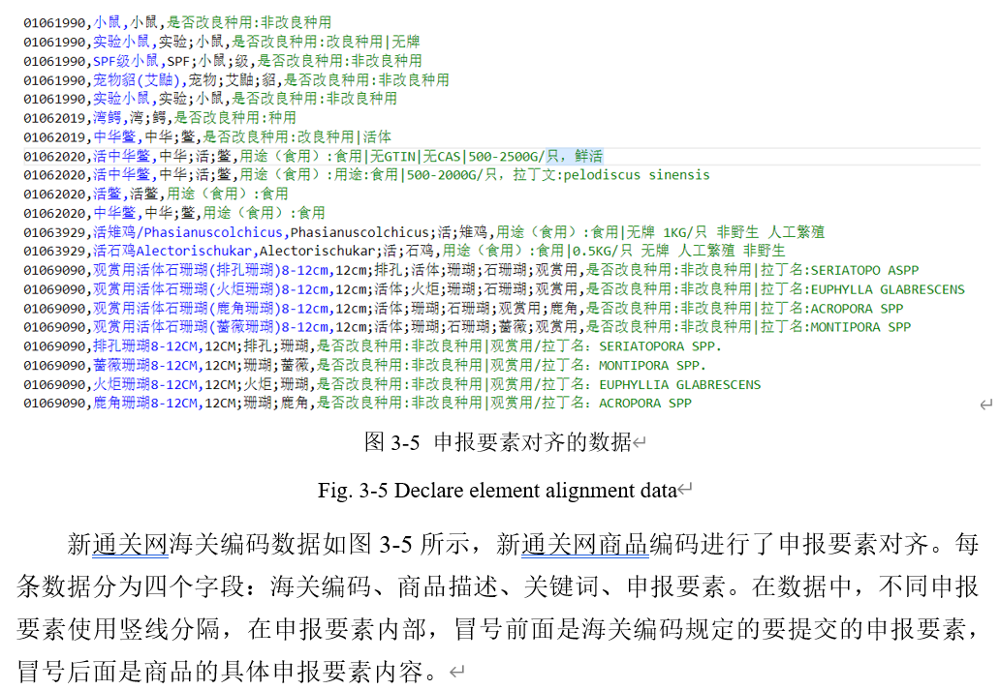 01061990,小鼠,小鼠,是否改良种用:非改良种用
01061990,实验小鼠,实验;小鼠,是否改良种用:改良种用|无牌
01061990,SPF级小鼠,SPF;小鼠;级,是否改良种用:非改良种用
01061990,宠物貂(艾鼬),宠物;艾鼬;貂,是否改良种用:非改良种用
01061990,实验小鼠,实验;小鼠,是否改良种用:非改良种用
01062019,湾鳄,湾;鳄,是否改良种用:种用
01062019,中华鳖,中华;鳖,是否改良种用:改良种用|活体
01062020,活中华鳖,中华;活;鳖,用途（食用）:食用|无GTIN|无CAS|500-2500G/只，鲜活
01062020,活中华鳖,中华;活;鳖,用途（食用）:用途:食用|500-2000G/只，拉丁文:pelodiscus sinensis
01062020,活鳖,活鳖,用途（食用）:食用
01062020,中华鳖,中华;鳖,用途（食用）:食用
01063929,活雉鸡/Phasianuscolchicus,Phasianuscolchicus;活;雉鸡,用途（食用）:食用|无牌 1KG/只 非野生 人工繁殖
01063929,活石鸡Alectorischukar,Alectorischukar;活;石鸡,用途（食用）:食用|0.5KG/只 无牌 人工繁殖 非野生
01069090,观赏用活体石珊瑚(排孔珊瑚)8-12cm,12cm;排孔;活体;珊瑚;石珊瑚;观赏用,是否改良种用:非改良种用|拉丁名:SERIATOPO ASPP
01069090,观赏用活体石珊瑚(火炬珊瑚)8-12cm,12cm;活体;火炬;珊瑚;石珊瑚;观赏用,是否改良种用:非改良种用|拉丁名:EUPHYLLA GLABRESCENS
01069090,观赏用活体石珊瑚(鹿角珊瑚)8-12cm,12cm;活体;珊瑚;石珊瑚;观赏用;鹿角,是否改良种用:非改良种用|拉丁名:ACROPORA SPP
01069090,观赏用活体石珊瑚(蔷薇珊瑚)8-12cm,12cm;活体;珊瑚;石珊瑚;蔷薇;观赏用,是否改良种用:非改良种用|拉丁名:MONTIPORA SPP
01069090,排孔珊瑚8-12CM,12CM;排孔;珊瑚,是否改良种用:非改良种用|观赏用/拉丁名：SERIATOPORA SPP.
01069090,蔷薇珊瑚8-12CM,12CM;珊瑚;蔷薇,是否改良种用:非改良种用|观赏用/拉丁名：MONTIPORA SPP.
01069090,火炬珊瑚8-12CM,12CM;火炬;珊瑚,是否改良种用:非改良种用|观赏用/拉丁名：EUPHYLLIA GLABRESCENS
01069090,鹿角珊瑚8-12CM,12CM;珊瑚;鹿角,是否改良种用:非改良种用|观赏用/拉丁名：ACROPORA SPP
图 3-5 申报要素对齐的数据
Fig. 3-5 Declare element alignment data
新通关网海关编码数据如图 3-5 所示，新通关网商品编码进行了申报要素对齐。每
条数据分为四个字段：海关编码、商品描述、关键词、申报要素。在数据中，不同申报
要素使用竖线分隔，在申报要素内部，冒号前面是海关编码规定的要提交的申报要素，
冒号后面是商品的具体申报要素内容。